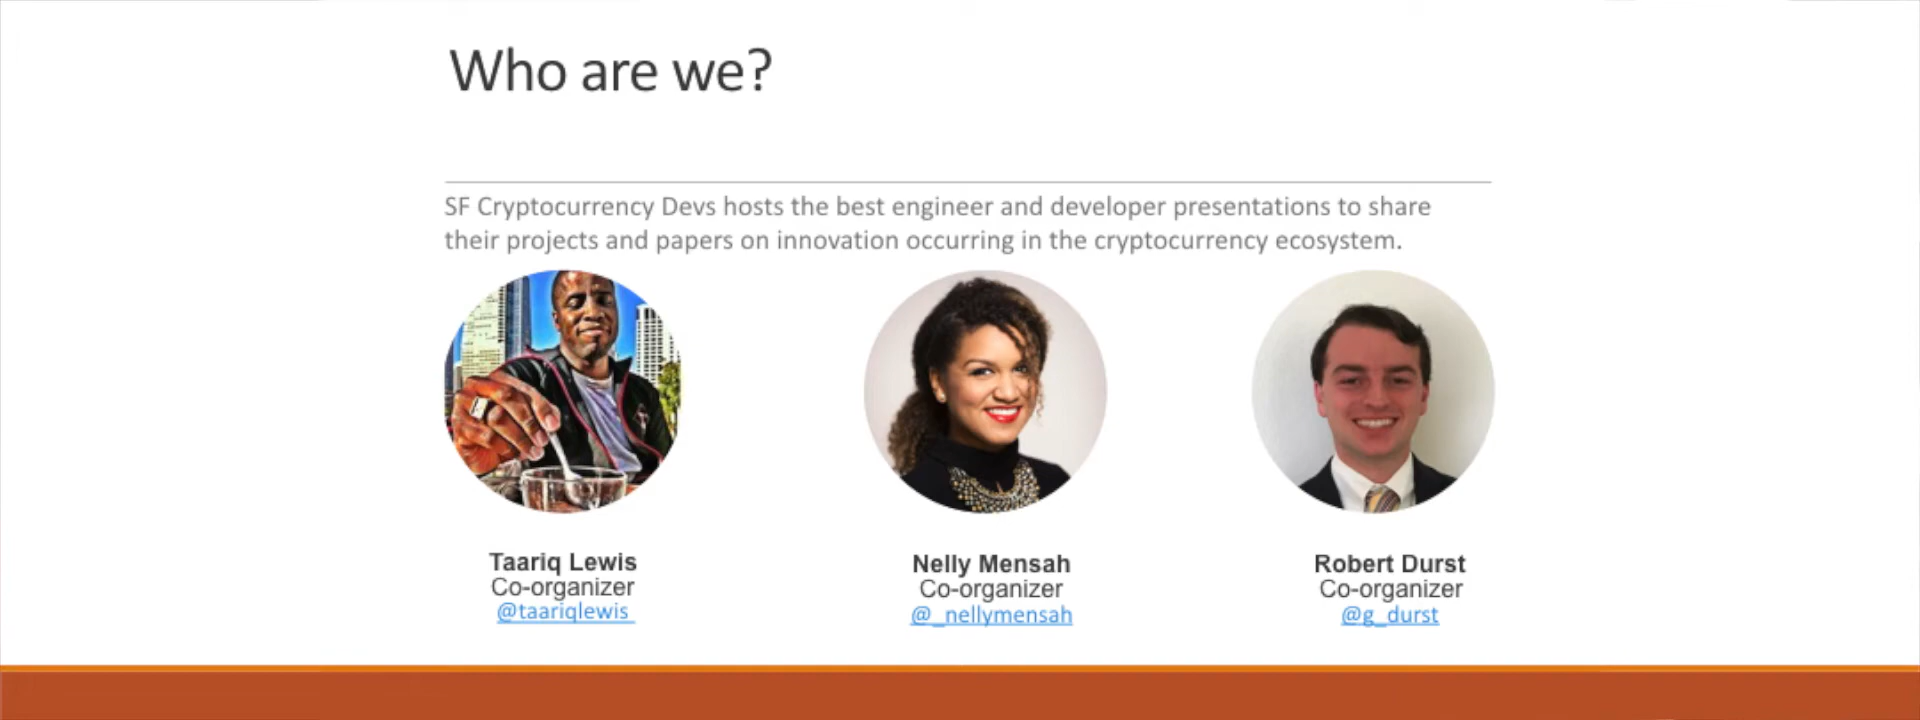 Who are we?
SF Cryptocurrency Devs hosts the best engineer and developer presentations to share
their projects and papers on innovation occurring in the cryptocurrency ecosystem.
Taariq Lewis
Co-organizer
@taariqlewis
Nelly Mensah
Co-organizer
@_nellymensah
Robert Durst
Co-organizer
@g_durst